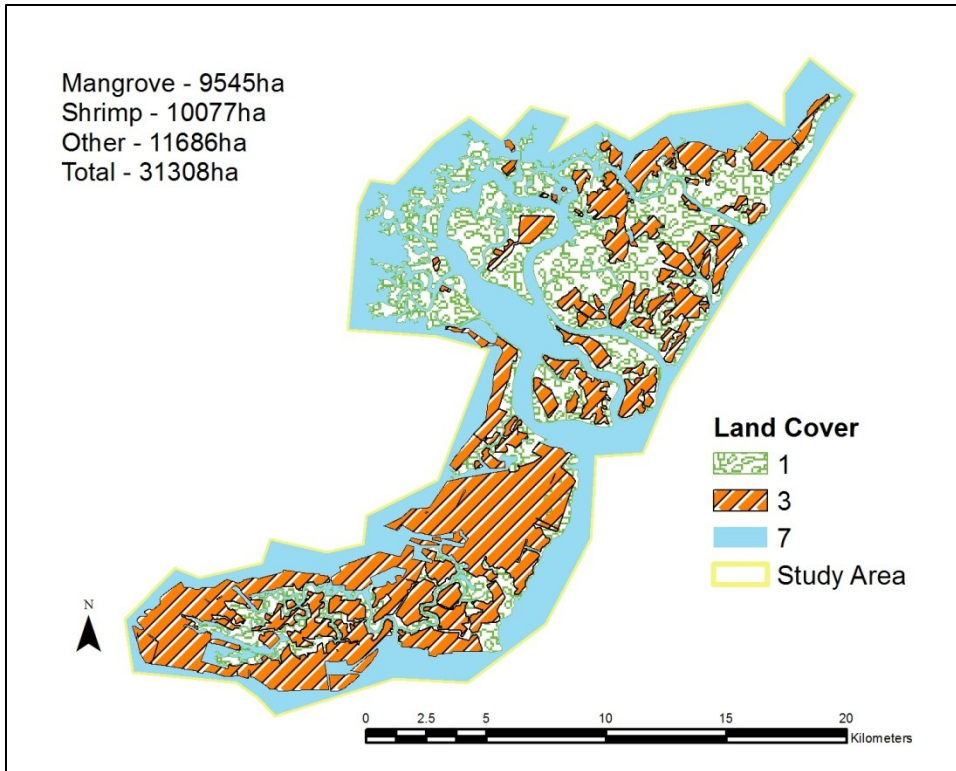 Mangrove - 9545ha
Shrimp - 10077ha
Other - 11686ha
Total - 31308ha
Land Cover
1
3
7
Study Area
N
0 2.5 5 10 15 20
Kilometers